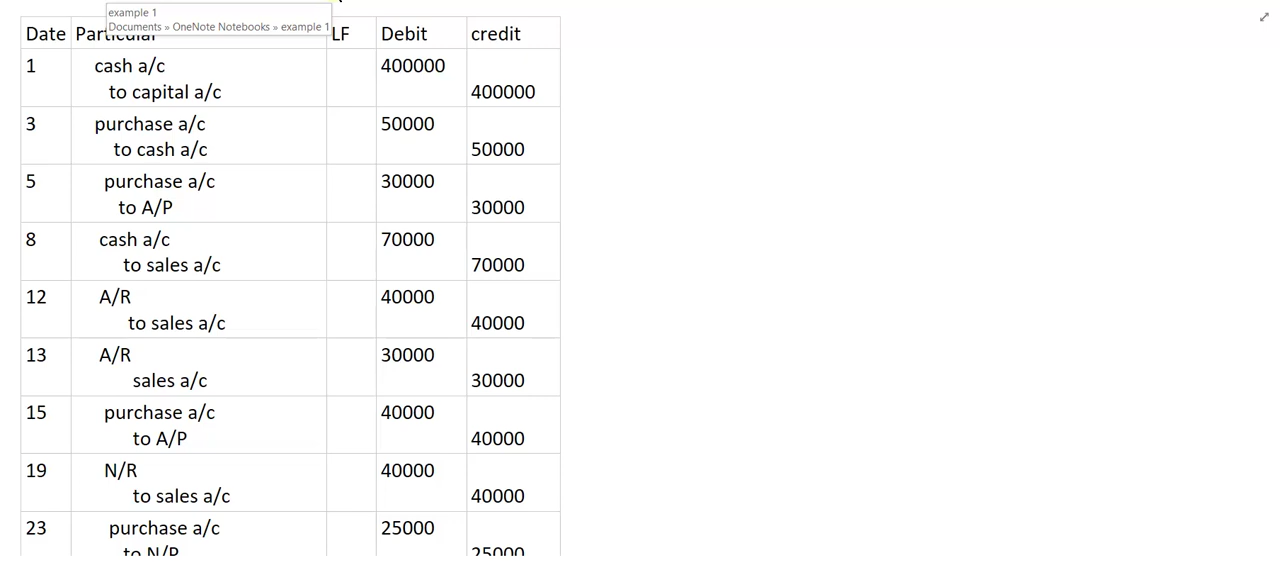 example 1
Documents » OneNote Notebooks » example 1
Date Particular LF Debit credit
1 cash a/c 400000
to capital a/c 400000
3 purchase a/c 50000
to cash a/c 50000
5 purchase a/c 30000
to A/P 30000
8 cash a/c 70000
to sales a/c 70000
12 A/R 40000
to sales a/c 40000
13 A/R 30000
sales a/c 30000
15 purchase a/c 40000
to A/P 40000
19 N/R 40000
to sales a/c 40000
23 purchase a/c 25000
to N/P 25000